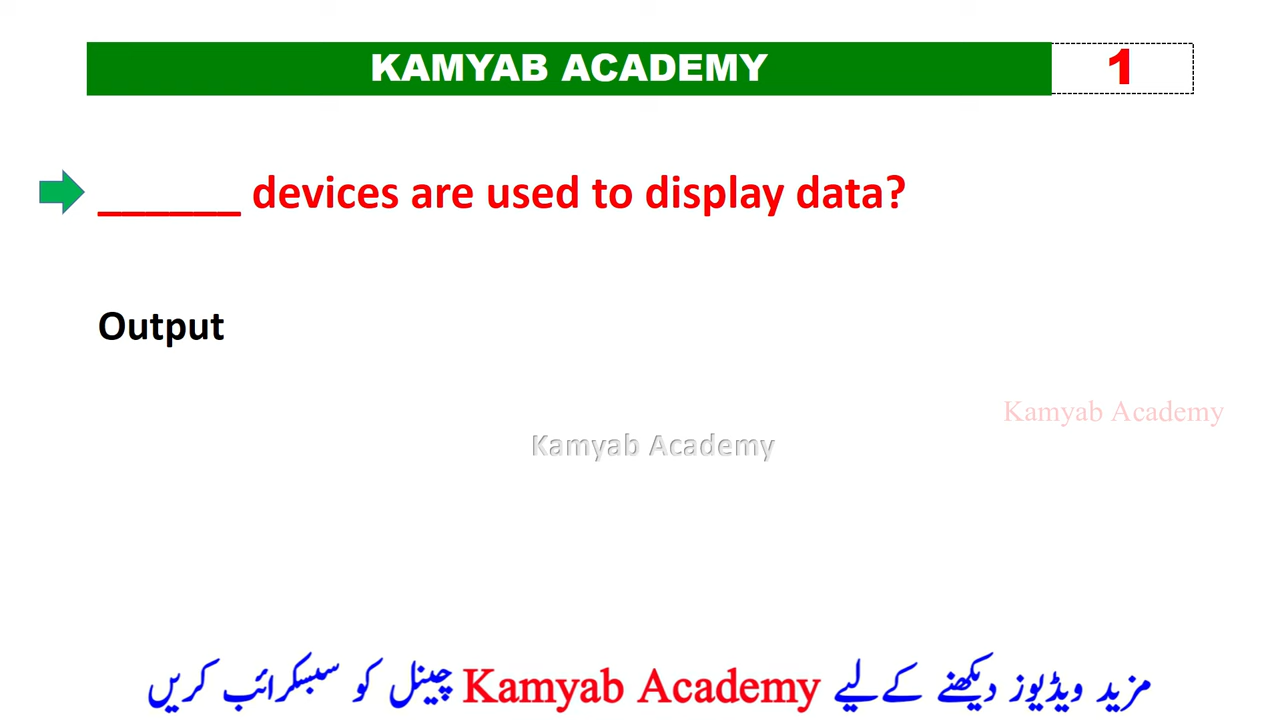 KAMYAB ACADEMY 1
______ devices are used to display data?
Output
Kamyab Academy
Kamyab Academy
مزید ویڈیوز دیکھنے کے لیے Kamyab Academy چینل کو سبسکرائب کریں